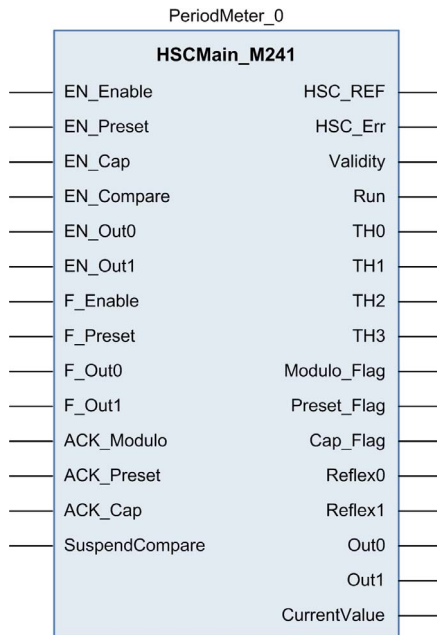 PeriodMeter_0
HSCMain_M241
EN_Enable HSC_REF
EN_Preset HSC_Err
EN_Cap Validity
EN_Compare Run
EN_Out0 TH0
EN_Out1 TH1
F_Enable TH2
F_Preset TH3
F_Out0 Modulo_Flag
F_Out1 Preset_Flag
ACK_Modulo Cap_Flag
ACK_Preset Reflex0
ACK_Cap Reflex1
SuspendCompare Out0
Out1
CurrentValue